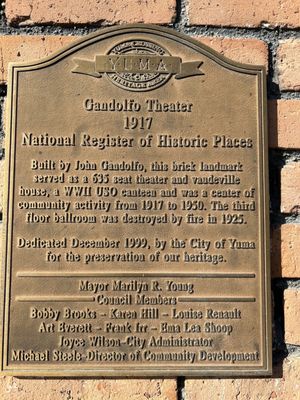 YUMA CROSSING
YUMA
HERITAGE AREA
Gandolfo Theater
1917
National Register of Historic Places
Built by John Gandolfo, this brick landmark
served as a 635 seat theater and vaudeville
house, a WWII USO canteen and was a center of
community activity from 1917 to 1950. The third
floor ballroom was destroyed by fire in 1925.
Dedicated December 1999, by the City of Yuma
for the preservation of our heritage.
Mayor Marilyn R. Young
Council Members
Bobby Brooks - Karen Hill - Louise Renault
Art Everett - Frank Irr - Ema Lea Shoop
Joyce Wilson-City Administrator
Michael Steele-Director of Community Development